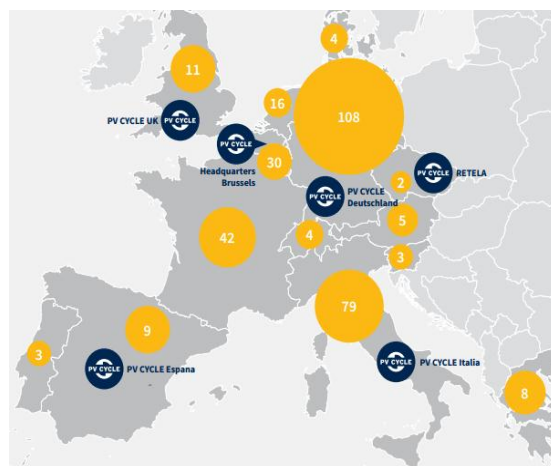 4
11
16
108
PV CYCLE UK
PV CYCLE
PV CYCLE
Headquarters
Brussels
30
2
PV CYCLE
RETELA
PV CYCLE
PV CYCLE
Deutschland
5
42
4
3
79
9
3
PV CYCLE
PV CYCLE Espana
PV CYCLE
PV CYCLE Italia
8